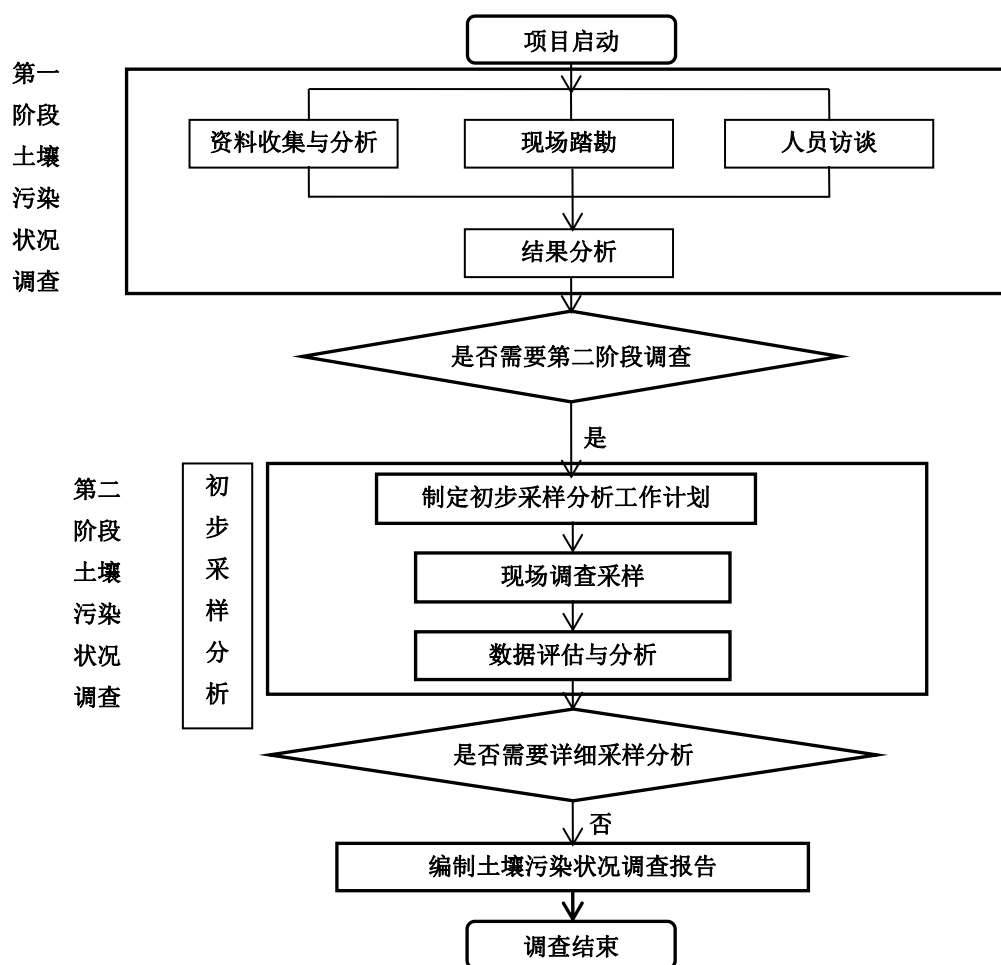 项目启动
第一
阶段
土壤
污染
状况
调查
资料收集与分析
现场踏勘
人员访谈
结果分析
是否需要第二阶段调查
是
第二
阶段
土壤
污染
状况
调查
初
步
采
样
分
析
制定初步采样分析工作计划
现场调查采样
数据评估与分析
是否需要详细采样分析
否
编制土壤污染状况调查报告
调查结束